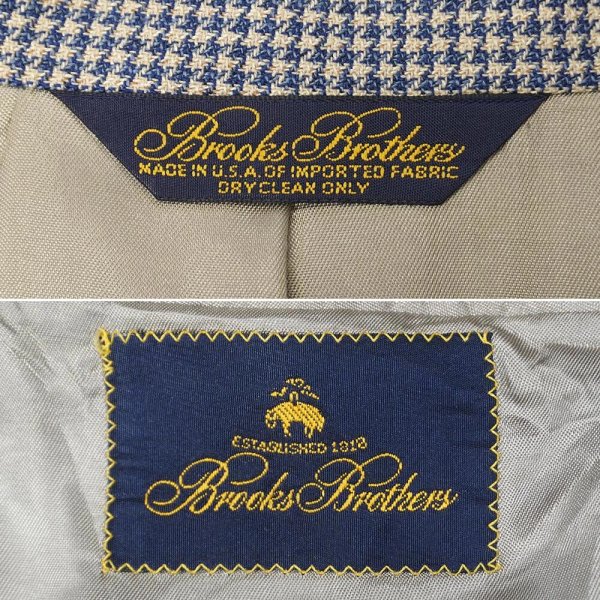 Brooks Brothers
MADE IN U.S.A. OF IMPORTED FABRIC
DRY CLEAN ONLY
ESTABLISHED 1818
Brooks Brothers